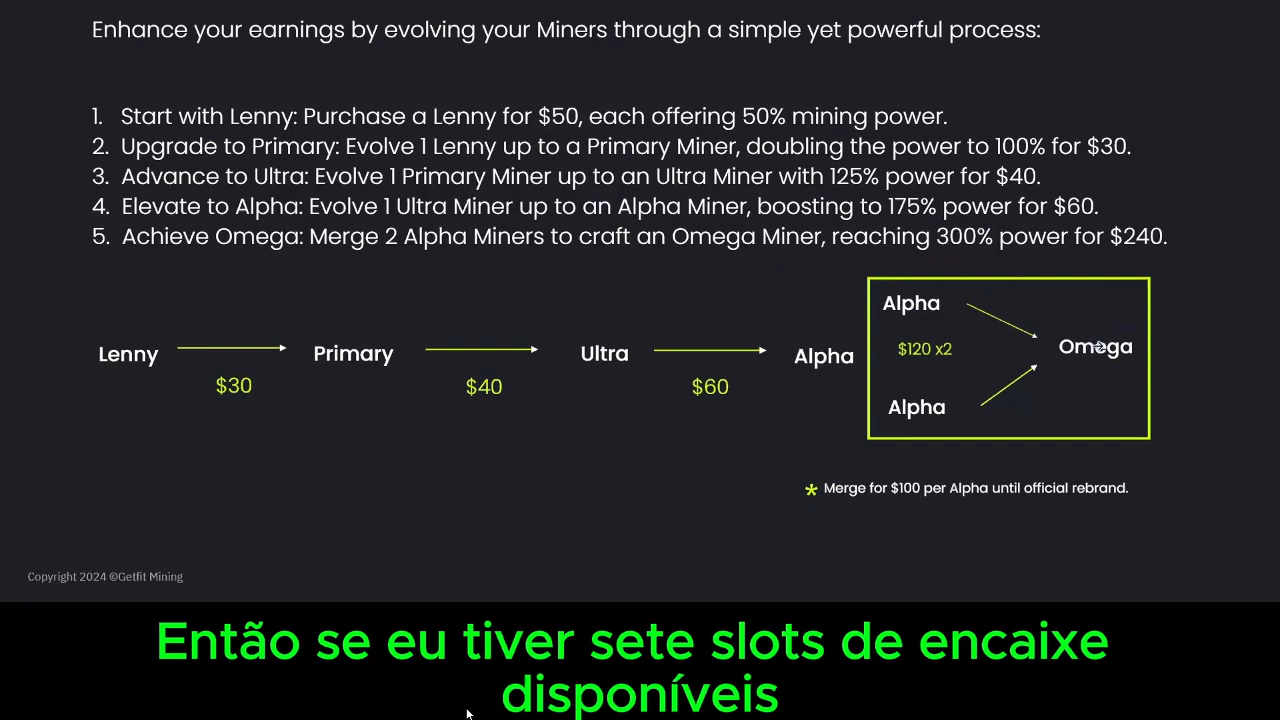 Enhance your earnings by evolving your Miners through a simple yet powerful process:
1. Start with Lenny: Purchase a Lenny for $50, each offering 50% mining power.
2. Upgrade to Primary: Evolve 1 Lenny up to a Primary Miner, doubling the power to 100% for $30.
3. Advance to Ultra: Evolve 1 Primary Miner up to an Ultra Miner with 125% power for $40.
4. Elevate to Alpha: Evolve 1 Ultra Miner up to an Alpha Miner, boosting to 175% power for $60.
5. Achieve Omega: Merge 2 Alpha Miners to craft an Omega Miner, reaching 300% power for $240.
Lenny
$30
Primary
$40
Ultra
$60
Alpha
Alpha
$120 x2
Alpha
Omega
* Merge for $100 per Alpha until official rebrand.
Copyright 2024 ©Getfit Mining
Então se eu tiver sete slots de encaixe
disponíveis